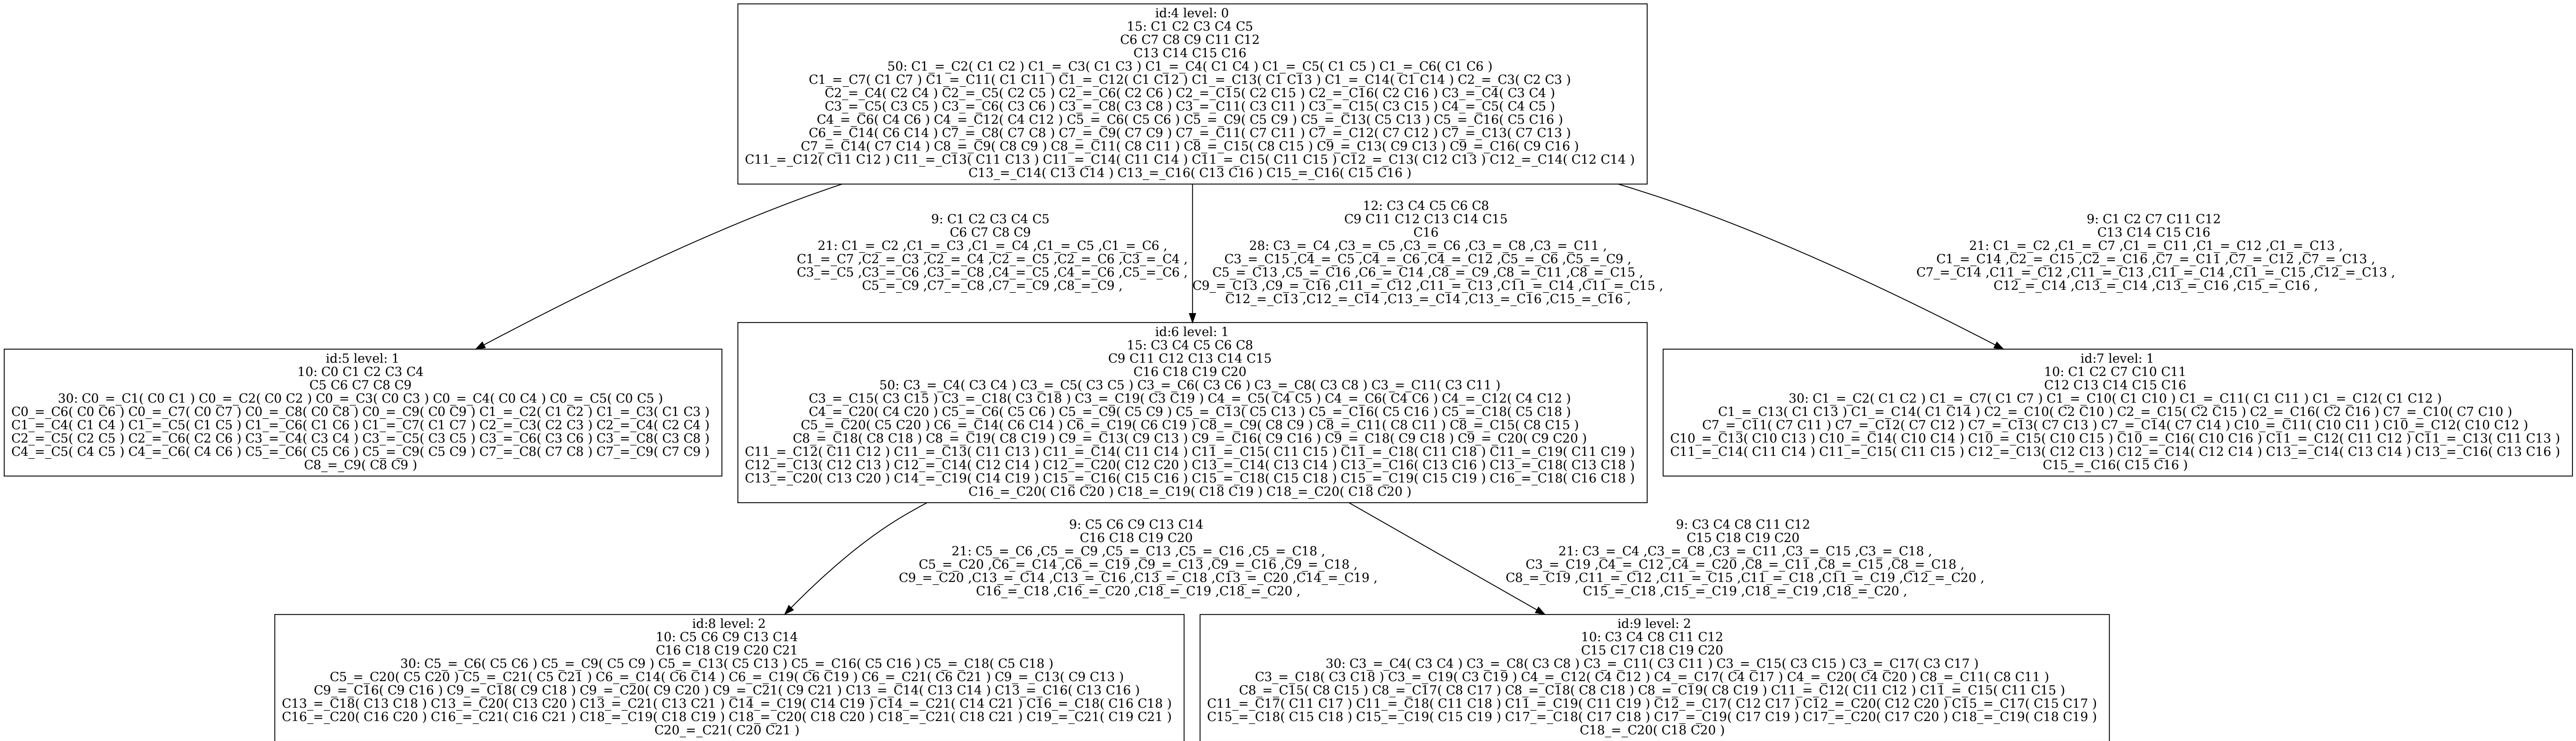 id:4 level: 0
15: C1 C2 C3 C4 C5
C6 C7 C8 C9 C11 C12
C13 C14 C15 C16
50: C1_=_C2( C1 C2 ) C1_=_C3( C1 C3 ) C1_=_C4( C1 C4 ) C1_=_C5( C1 C5 ) C1_=_C6( C1 C6 )
C1_=_C7( C1 C7 ) C1_=_C11( C1 C11 ) C1_=_C12( C1 C12 ) C1_=_C13( C1 C13 ) C1_=_C14( C1 C14 ) C2_=_C3( C2 C3 )
C2_=_C4( C2 C4 ) C2_=_C5( C2 C5 ) C2_=_C6( C2 C6 ) C2_=_C15( C2 C15 ) C2_=_C16( C2 C16 ) C3_=_C4( C3 C4 )
C3_=_C5( C3 C5 ) C3_=_C6( C3 C6 ) C3_=_C8( C3 C8 ) C3_=_C11( C3 C11 ) C3_=_C15( C3 C15 ) C4_=_C5( C4 C5 )
C4_=_C6( C4 C6 ) C4_=_C12( C4 C12 ) C5_=_C6( C5 C6 ) C5_=_C9( C5 C9 ) C5_=_C13( C5 C13 ) C5_=_C16( C5 C16 )
C6_=_C14( C6 C14 ) C7_=_C8( C7 C8 ) C7_=_C9( C7 C9 ) C7_=_C11( C7 C11 ) C7_=_C12( C7 C12 ) C7_=_C13( C7 C13 )
C7_=_C14( C7 C14 ) C8_=_C9( C8 C9 ) C8_=_C11( C8 C11 ) C8_=_C15( C8 C15 ) C9_=_C13( C9 C13 ) C9_=_C16( C9 C16 )
C11_=_C12( C11 C12 ) C11_=_C13( C11 C13 ) C11_=_C14( C11 C14 ) C11_=_C15( C11 C15 ) C12_=_C13( C12 C13 ) C12_=_C14( C12 C14 )
C13_=_C14( C13 C14 ) C13_=_C16( C13 C16 ) C15_=_C16( C15 C16 )
9: C1 C2 C3 C4 C5
C6 C7 C8 C9
21: C1_=_C2 ,C1_=_C3 ,C1_=_C4 ,C1_=_C5 ,C1_=_C6 ,
C1_=_C7 ,C2_=_C3 ,C2_=_C4 ,C2_=_C5 ,C2_=_C6 ,C3_=_C4 ,
C3_=_C5 ,C3_=_C6 ,C3_=_C8 ,C4_=_C5 ,C4_=_C6 ,C5_=_C6 ,
C5_=_C9 ,C7_=_C8 ,C7_=_C9 ,C8_=_C9 ,
12: C3 C4 C5 C6 C8
C9 C11 C12 C13 C14 C15
C16
28: C3_=_C4 ,C3_=_C5 ,C3_=_C6 ,C3_=_C8 ,C3_=_C11 ,
C3_=_C15 ,C4_=_C5 ,C4_=_C6 ,C4_=_C12 ,C5_=_C6 ,C5_=_C9 ,
C5_=_C13 ,C5_=_C16 ,C6_=_C14 ,C8_=_C9 ,C8_=_C11 ,C8_=_C15 ,
C9_=_C13 ,C9_=_C16 ,C11_=_C12 ,C11_=_C13 ,C11_=_C14 ,C11_=_C15 ,
C12_=_C13 ,C12_=_C14 ,C13_=_C14 ,C13_=_C16 ,C15_=_C16 ,
9: C1 C2 C7 C11 C12
C13 C14 C15 C16
21: C1_=_C2 ,C1_=_C7 ,C1_=_C11 ,C1_=_C12 ,C1_=_C13 ,
C1_=_C14 ,C2_=_C15 ,C2_=_C16 ,C7_=_C11 ,C7_=_C12 ,C7_=_C13 ,
C7_=_C14 ,C11_=_C12 ,C11_=_C13 ,C11_=_C14 ,C11_=_C15 ,C12_=_C13 ,
C12_=_C14 ,C13_=_C14 ,C13_=_C16 ,C15_=_C16 ,
id:5 level: 1
10: C0 C1 C2 C3 C4
C5 C6 C7 C8 C9
30: C0_=_C1( C0 C1 ) C0_=_C2( C0 C2 ) C0_=_C3( C0 C3 ) C0_=_C4( C0 C4 ) C0_=_C5( C0 C5 )
C0_=_C6( C0 C6 ) C0_=_C7( C0 C7 ) C0_=_C8( C0 C8 ) C0_=_C9( C0 C9 ) C1_=_C2( C1 C2 ) C1_=_C3( C1 C3 )
C1_=_C4( C1 C4 ) C1_=_C5( C1 C5 ) C1_=_C6( C1 C6 ) C1_=_C7( C1 C7 ) C2_=_C3( C2 C3 ) C2_=_C4( C2 C4 )
C2_=_C5( C2 C5 ) C2_=_C6( C2 C6 ) C3_=_C4( C3 C4 ) C3_=_C5( C3 C5 ) C3_=_C6( C3 C6 ) C3_=_C8( C3 C8 )
C4_=_C5( C4 C5 ) C4_=_C6( C4 C6 ) C5_=_C6( C5 C6 ) C5_=_C9( C5 C9 ) C7_=_C8( C7 C8 ) C7_=_C9( C7 C9 )
C8_=_C9( C8 C9 )
id:6 level: 1
15: C3 C4 C5 C6 C8
C9 C11 C12 C13 C14 C15
C16 C18 C19 C20
50: C3_=_C4( C3 C4 ) C3_=_C5( C3 C5 ) C3_=_C6( C3 C6 ) C3_=_C8( C3 C8 ) C3_=_C11( C3 C11 )
C3_=_C15( C3 C15 ) C3_=_C18( C3 C18 ) C3_=_C19( C3 C19 ) C4_=_C5( C4 C5 ) C4_=_C6( C4 C6 ) C4_=_C12( C4 C12 )
C4_=_C20( C4 C20 ) C5_=_C6( C5 C6 ) C5_=_C9( C5 C9 ) C5_=_C13( C5 C13 ) C5_=_C16( C5 C16 ) C5_=_C18( C5 C18 )
C5_=_C20( C5 C20 ) C6_=_C14( C6 C14 ) C6_=_C19( C6 C19 ) C8_=_C9( C8 C9 ) C8_=_C11( C8 C11 ) C8_=_C15( C8 C15 )
C8_=_C18( C8 C18 ) C8_=_C19( C8 C19 ) C9_=_C13( C9 C13 ) C9_=_C16( C9 C16 ) C9_=_C18( C9 C18 ) C9_=_C20( C9 C20 )
C11_=_C12( C11 C12 ) C11_=_C13( C11 C13 ) C11_=_C14( C11 C14 ) C11_=_C15( C11 C15 ) C11_=_C18( C11 C18 ) C11_=_C19( C11 C19 )
C12_=_C13( C12 C13 ) C12_=_C14( C12 C14 ) C12_=_C20( C12 C20 ) C13_=_C14( C13 C14 ) C13_=_C16( C13 C16 ) C13_=_C18( C13 C18 )
C13_=_C20( C13 C20 ) C14_=_C19( C14 C19 ) C15_=_C16( C15 C16 ) C15_=_C18( C15 C18 ) C15_=_C19( C15 C19 ) C16_=_C18( C16 C18 )
C16_=_C20( C16 C20 ) C18_=_C19( C18 C19 ) C18_=_C20( C18 C20 )
id:7 level: 1
10: C1 C2 C7 C10 C11
C12 C13 C14 C15 C16
30: C1_=_C2( C1 C2 ) C1_=_C7( C1 C7 ) C1_=_C10( C1 C10 ) C1_=_C11( C1 C11 ) C1_=_C12( C1 C12 )
C1_=_C13( C1 C13 ) C1_=_C14( C1 C14 ) C2_=_C10( C2 C10 ) C2_=_C15( C2 C15 ) C2_=_C16( C2 C16 ) C7_=_C10( C7 C10 )
C7_=_C11( C7 C11 ) C7_=_C12( C7 C12 ) C7_=_C13( C7 C13 ) C7_=_C14( C7 C14 ) C10_=_C11( C10 C11 ) C10_=_C12( C10 C12 )
C10_=_C13( C10 C13 ) C10_=_C14( C10 C14 ) C10_=_C15( C10 C15 ) C10_=_C16( C10 C16 ) C11_=_C12( C11 C12 ) C11_=_C13( C11 C13 )
C11_=_C14( C11 C14 ) C11_=_C15( C11 C15 ) C12_=_C13( C12 C13 ) C12_=_C14( C12 C14 ) C13_=_C14( C13 C14 ) C13_=_C16( C13 C16 )
C15_=_C16( C15 C16 )
9: C5 C6 C9 C13 C14
C16 C18 C19 C20
21: C5_=_C6 ,C5_=_C9 ,C5_=_C13 ,C5_=_C16 ,C5_=_C18 ,
C5_=_C20 ,C6_=_C14 ,C6_=_C19 ,C9_=_C13 ,C9_=_C16 ,C9_=_C18 ,
C9_=_C20 ,C13_=_C14 ,C13_=_C16 ,C13_=_C18 ,C13_=_C20 ,C14_=_C19 ,
C16_=_C18 ,C16_=_C20 ,C18_=_C19 ,C18_=_C20 ,
9: C3 C4 C8 C11 C12
C15 C18 C19 C20
21: C3_=_C4 ,C3_=_C8 ,C3_=_C11 ,C3_=_C15 ,C3_=_C18 ,
C3_=_C19 ,C4_=_C12 ,C4_=_C20 ,C8_=_C11 ,C8_=_C15 ,C8_=_C18 ,
C8_=_C19 ,C11_=_C12 ,C11_=_C15 ,C11_=_C18 ,C11_=_C19 ,C12_=_C20 ,
C15_=_C18 ,C15_=_C19 ,C18_=_C19 ,C18_=_C20 ,
id:8 level: 2
10: C5 C6 C9 C13 C14
C16 C18 C19 C20 C21
30: C5_=_C6( C5 C6 ) C5_=_C9( C5 C9 ) C5_=_C13( C5 C13 ) C5_=_C16( C5 C16 ) C5_=_C18( C5 C18 )
C5_=_C20( C5 C20 ) C5_=_C21( C5 C21 ) C6_=_C14( C6 C14 ) C6_=_C19( C6 C19 ) C6_=_C21( C6 C21 ) C9_=_C13( C9 C13 )
C9_=_C16( C9 C16 ) C9_=_C18( C9 C18 ) C9_=_C20( C9 C20 ) C9_=_C21( C9 C21 ) C13_=_C14( C13 C14 ) C13_=_C16( C13 C16 )
C13_=_C18( C13 C18 ) C13_=_C20( C13 C20 ) C13_=_C21( C13 C21 ) C14_=_C19( C14 C19 ) C14_=_C21( C14 C21 ) C16_=_C18( C16 C18 )
C16_=_C20( C16 C20 ) C16_=_C21( C16 C21 ) C18_=_C19( C18 C19 ) C18_=_C20( C18 C20 ) C18_=_C21( C18 C21 ) C19_=_C21( C19 C21 )
C20_=_C21( C20 C21 )
id:9 level: 2
10: C3 C4 C8 C11 C12
C15 C17 C18 C19 C20
30: C3_=_C4( C3 C4 ) C3_=_C8( C3 C8 ) C3_=_C11( C3 C11 ) C3_=_C15( C3 C15 ) C3_=_C17( C3 C17 )
C3_=_C18( C3 C18 ) C3_=_C19( C3 C19 ) C4_=_C12( C4 C12 ) C4_=_C17( C4 C17 ) C4_=_C20( C4 C20 ) C8_=_C11( C8 C11 )
C8_=_C15( C8 C15 ) C8_=_C17( C8 C17 ) C8_=_C18( C8 C18 ) C8_=_C19( C8 C19 ) C11_=_C12( C11 C12 ) C11_=_C15( C11 C15 )
C11_=_C17( C11 C17 ) C11_=_C18( C11 C18 ) C11_=_C19( C11 C19 ) C12_=_C17( C12 C17 ) C12_=_C20( C12 C20 ) C15_=_C17( C15 C17 )
C15_=_C18( C15 C18 ) C15_=_C19( C15 C19 ) C17_=_C18( C17 C18 ) C17_=_C19( C17 C19 ) C17_=_C20( C17 C20 ) C18_=_C19( C18 C19 )
C18_=_C20( C18 C20 )